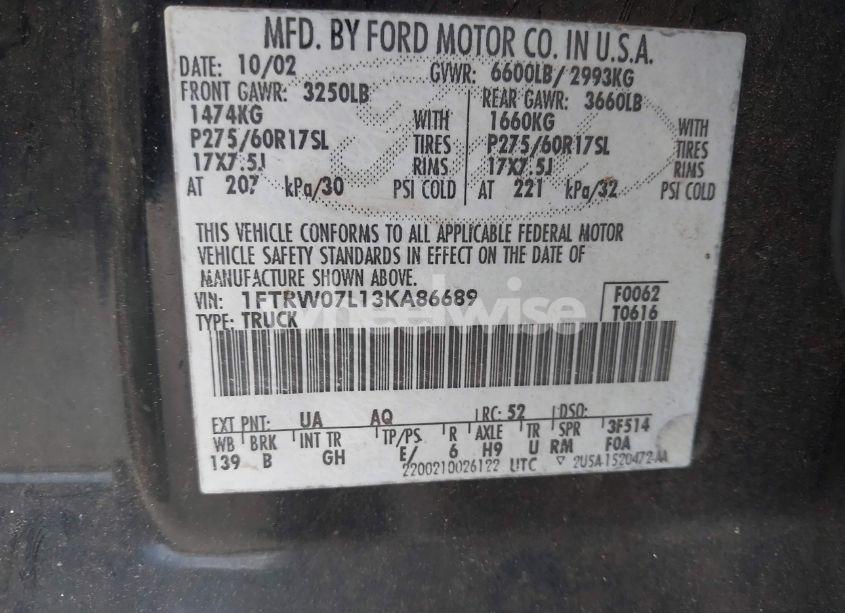 MFD. BY FORD MOTOR CO. IN U.S.A.
DATE: 10/02 GVWR: 6600LB/ 2993KG
FRONT GAWR: 3250LB REAR GAWR: 3660LB
1474KG WITH 1660KG WITH
P275/60R17SL TIRES P275/60R17SL TIRES
17X7.5J RIMS 17X7.5J RIMS
AT 207 kPa/30 PSI COLD AT 221 kPa/32 PSI COLD
THIS VEHICLE CONFORMS TO ALL APPLICABLE FEDERAL MOTOR
VEHICLE SAFETY STANDARDS IN EFFECT ON THE DATE OF
MANUFACTURE SHOWN ABOVE.
VIN: 1FTRW07L13KA86689 F0062
TYPE: TRUCK T0616
wheelwise
EXT PNT: UA AQ RC: 52 DSO:
WB BRK INT TR TP/PS R AXLE TR SPR 3F514
139 B GH E/ 6 H9 U RM F0A
2200210026122 UTC ▽ 2U5A1520472AA